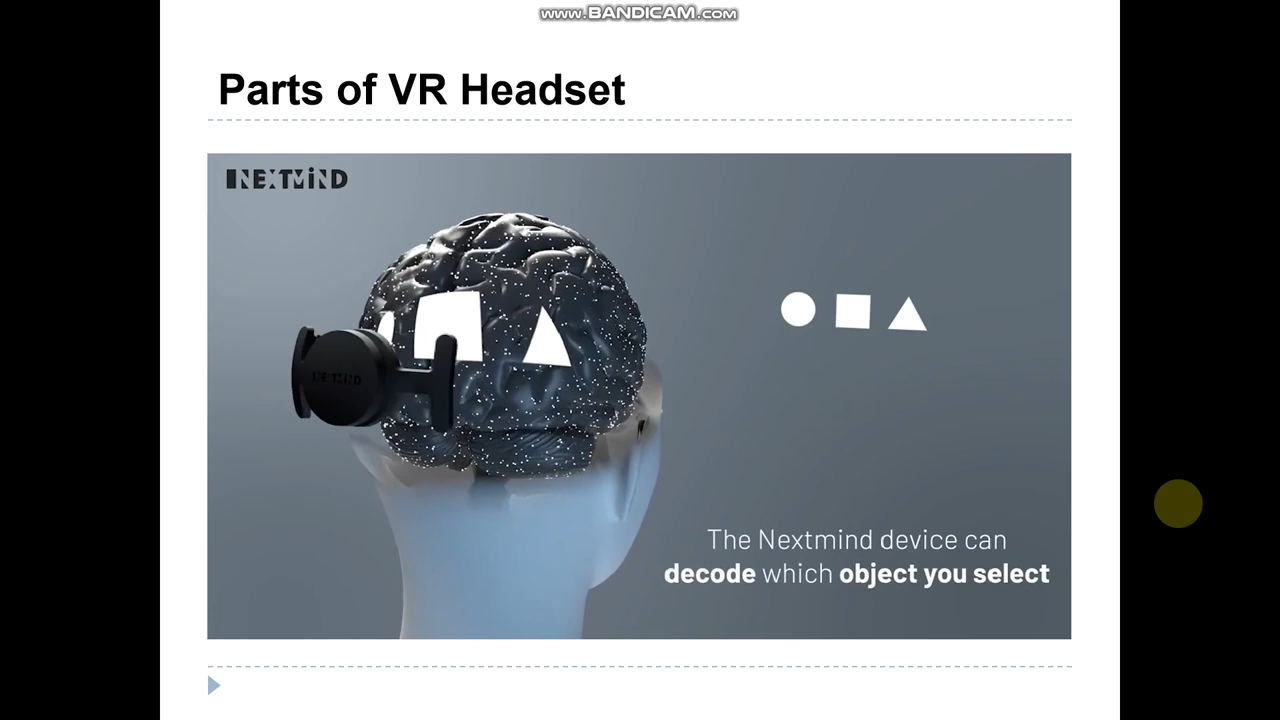 www.BANDICAM.com
Parts of VR Headset
NEXTMiND
NEXTMIND
The Nextmind device can
decode which object you select